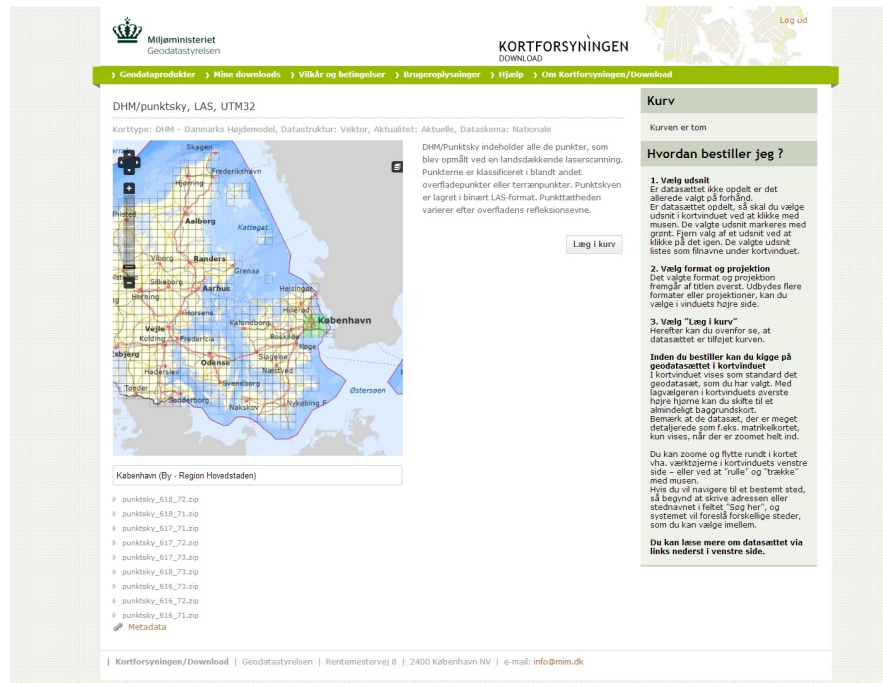 Miljøministeriet
Geodatastyrelsen
KORTFORSYNINGEN
DOWNLOAD
Log ud
Geodataprodukter
Mine downloads
Vilkår og betingelser
Brugeroplysninger
Hjælp
Om Kortforsyningen/Download
DHM/punktsky, LAS, UTM32
Korttype: DHM - Danmarks Højdemodel, Datastruktur: Vektor, Aktualitet: Aktuelle, Dataskema: Nationale
Skagen
Frederikshavn
Hjørring
Thisted
Aalborg
Kattegat
Viborg
Randers
Grenaa
Silkeborg
Aarhus
Herning
Helsingør
Hillerød
Horsens
Kalundborg
København
Vejle
Roskilde
Kolding
Fredericia
Køge
Esbjerg
Slagelse
Odense
Næstved
Haderslev
Svendborg
Østersøen
Tønder
Sønderborg
Nakskov
Nykøbing F
DHM/Punktsky indeholder alle de punkter, som
blev opmålt ved en landsdækkende laserscanning.
Punkterne er klassificeret i blandt andet
overfladepunkter eller terrænpunkter. Punktskyen
er lagret i binært LAS-format. Punkttætheden
varierer efter overfladens refleksionsevne.
Læg i kurv
København (By - Region Hovedstaden)
punktsky_618_72.zip
punktsky_618_71.zip
punktsky_617_71.zip
punktsky_617_72.zip
punktsky_617_73.zip
punktsky_618_73.zip
punktsky_616_73.zip
punktsky_616_72.zip
punktsky_616_71.zip
Metadata
Kurv
Kurven er tom
Hvordan bestiller jeg ?
1. Vælg udsnit
Er datasættet ikke opdelt er det
allerede valgt på forhånd.
Er datasættet opdelt, så skal du vælge
udsnit i kortvinduet ved at klikke med
musen. De valgte udsnit markeres med
grønt. Fjern valg af et udsnit ved at
klikke på det igen. De valgte udsnit
listes som filnavne under kortvinduet.
2. Vælg format og projektion
Det valgte format og projektion
fremgår af titlen øverst. Udbydes flere
formater eller projektioner, kan du
vælge i vinduets højre side.
3. Vælg "Læg i kurv"
Herefter kan du ovenfor se, at
datasættet er tilføjet kurven.
Inden du bestiller kan du kigge på
geodatasættet i kortvinduet
I kortvinduet vises som standard det
geodatasæt, som du har valgt. Med
lagvælgeren i kortvinduets øverste
højre hjørne kan du skifte til et
almindeligt baggrundskort.
Bemærk at de datasæt, der er meget
detaljerede som f.eks. matrikelkortet,
kun vises, når der er zoomet helt ind.
Du kan zoome og flytte rundt i kortet
vha. værktøjerne i kortvinduets venstre
side – eller ved at "rulle" og "trække"
med musen.
Hvis du vil navigere til et bestemt sted,
så begynd at skrive adressen eller
stednavnet i feltet "Søg her", og
systemet vil foreslå forskellige steder,
som du kan vælge imellem.
Du kan læse mere om datasættet via
links nederst i venstre side.
| Kortforsyningen/Download | Geodatastyrelsen | Rentemestervej 8 | 2400 København NV | e-mail: info@mim.dk